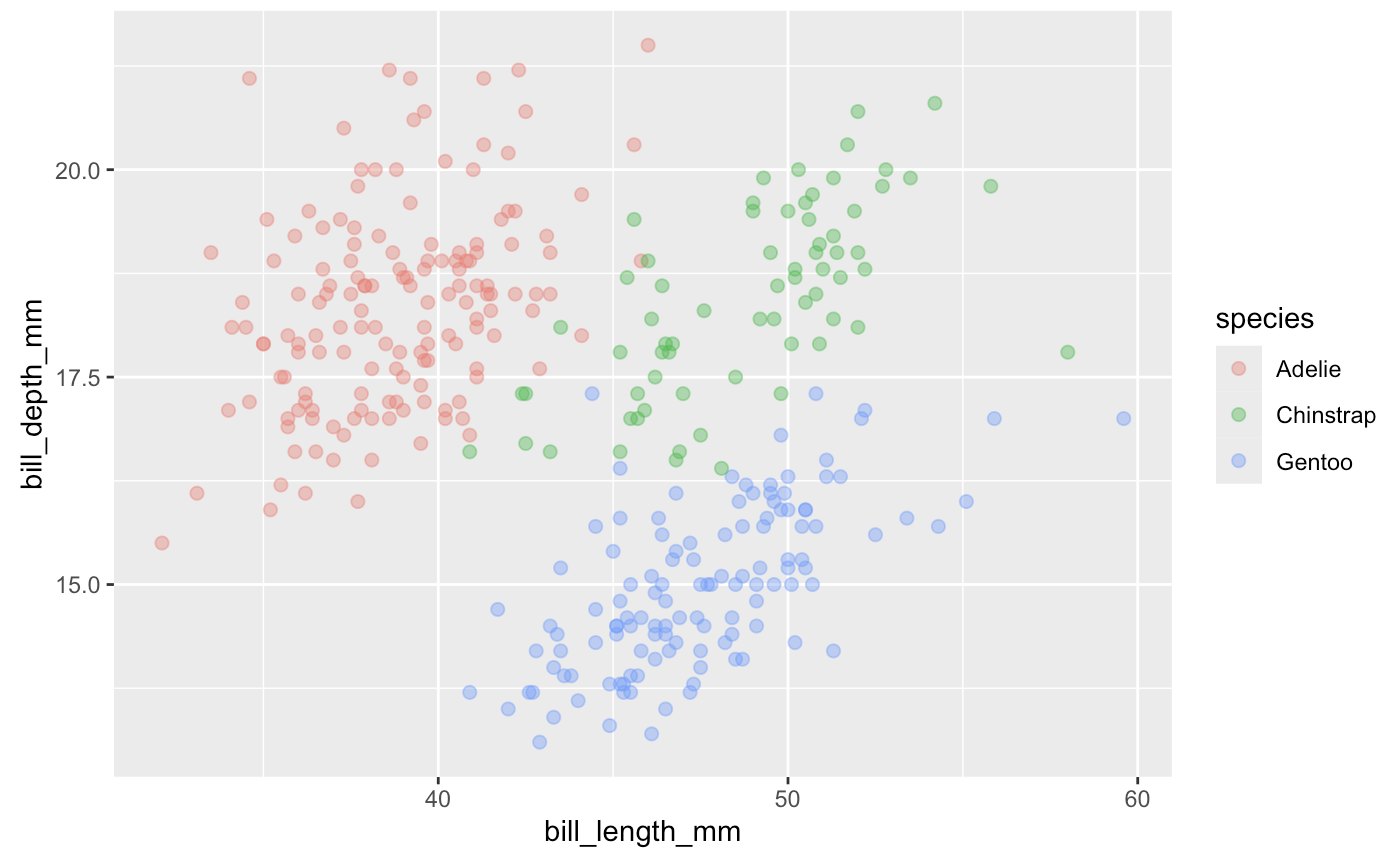 20.0
17.5
15.0
bill_depth_mm
40
50
60
bill_length_mm
species
Adelie
Chinstrap
Gentoo